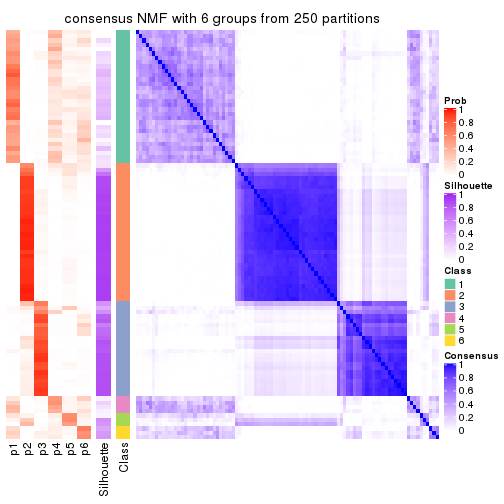 consensus NMF with 6 groups from 250 partitions
Prob
1
0.8
0.6
0.4
0.2
0
Silhouette
1
0.8
0.6
0.4
0.2
0
Class
1
2
3
4
5
6
Consensus
1
0.8
0.6
0.4
0.2
0
p1
p2
p3
p4
p5
p6
Silhouette
Class